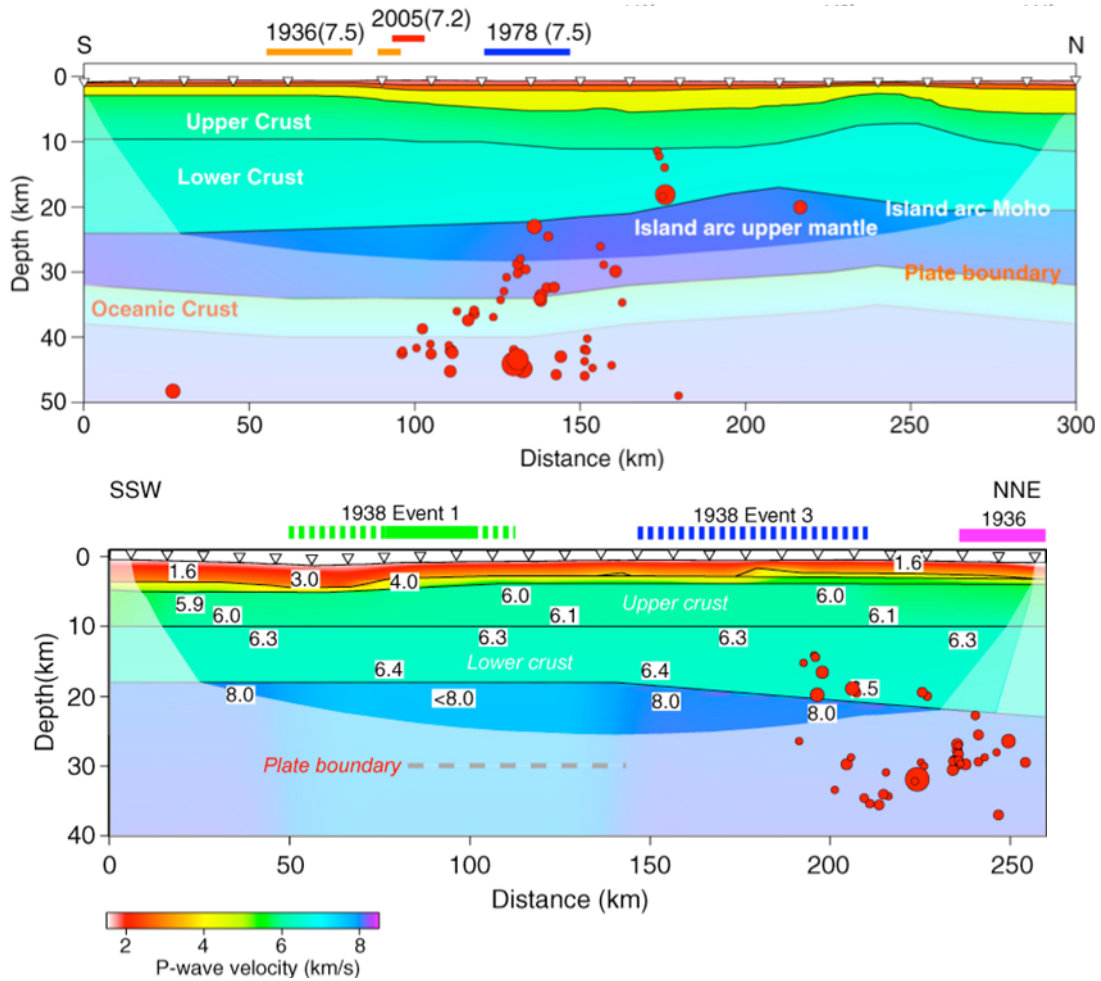 2005(7.2)
1936(7.5) 1978 (7.5)
S N
0
Upper Crust
10
Lower Crust
20
Island arc Moho
Island arc upper mantle
30
Plate boundary
Oceanic Crust
40
50
Depth (km)
0 50 100 150 200 250 300
Distance (km)
SSW NNE
1938 Event 1 1938 Event 3 1936
0
1.6 3.0 4.0 1.6
5.9 6.0 6.0 6.1 Upper crust 6.0 6.1
10
6.3 6.3 6.3 6.3
6.4 Lower crust 6.4
20
8.0 <8.0 8.0 8.0
30
Plate boundary
40
Depth(km)
0 50 100 150 200 250
Distance (km)
2 4 6 8
P-wave velocity (km/s)